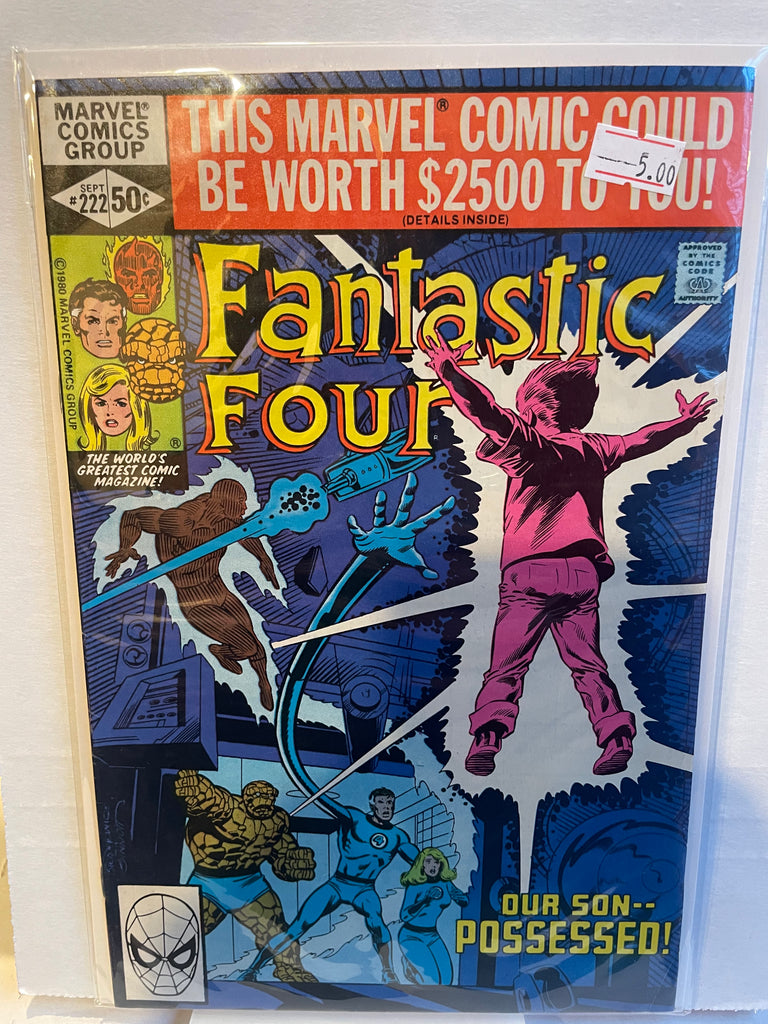 MARVEL®
COMICS
GROUP
SEPT
#222
50¢
THIS MARVEL® COMIC COULD
BE WORTH $2500 TO YOU!
(DETAILS INSIDE)
5.00
©1980 MARVEL COMICS GROUP
APPROVED
BY THE
COMICS
CODE
AUTHORITY
Fantastic
Four
®
THE WORLD'S
GREATEST COMIC
MAGAZINE!
OUR SON--
POSSESSED!